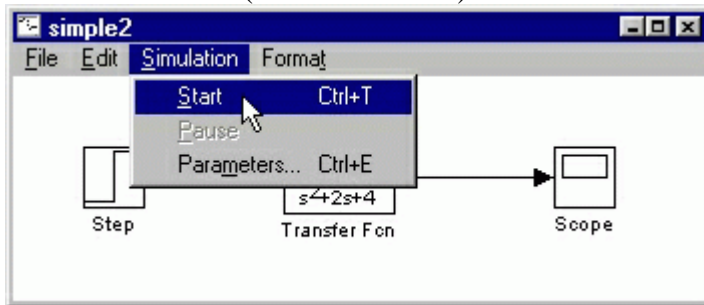 simple2
File Edit Simulation Format
Start Ctrl+T
Pause
Parameters... Ctrl+E
s²+2s+4
Step
Transfer Fcn
Scope